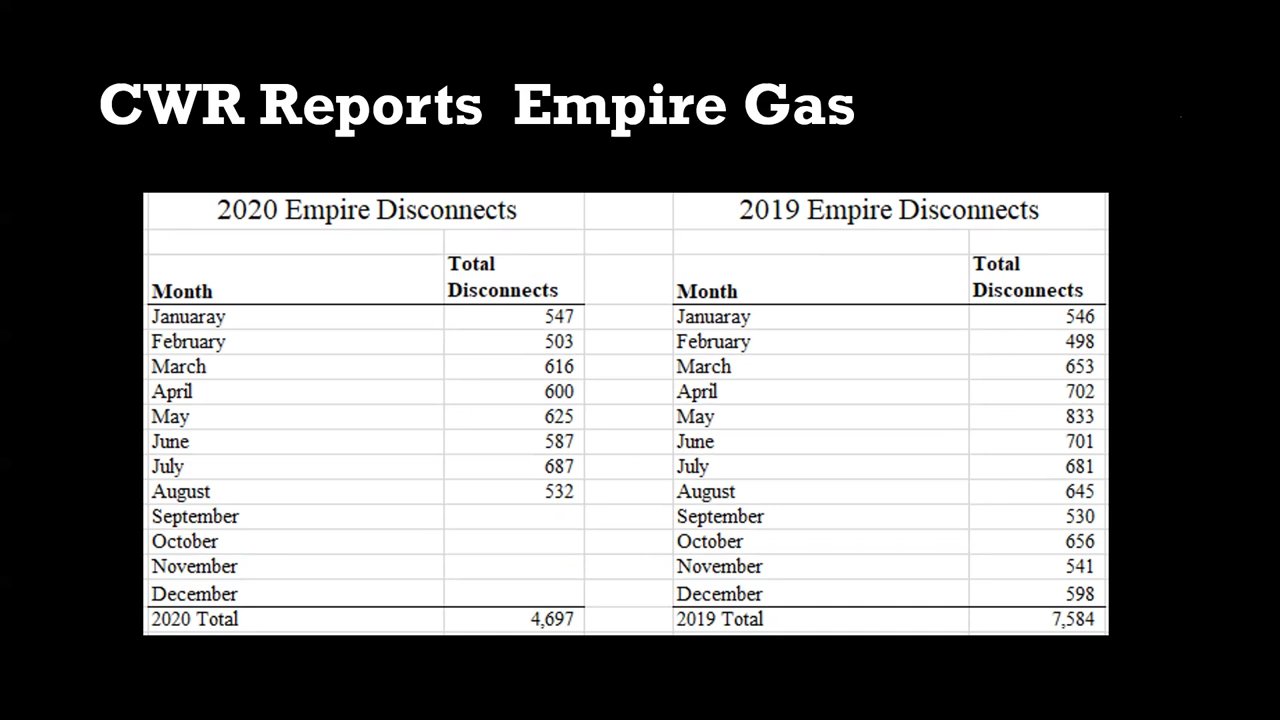 CWR Reports  Empire Gas
2020 Empire Disconnects 2019 Empire Disconnects
Total Total
Month Disconnects Month Disconnects
Januaray 547 Januaray 546
February 503 February 498
March 616 March 653
April 600 April 702
May 625 May 833
June 587 June 701
July 687 July 681
August 532 August 645
September September 530
October October 656
November November 541
December December 598
2020 Total 4,697 2019 Total 7,584